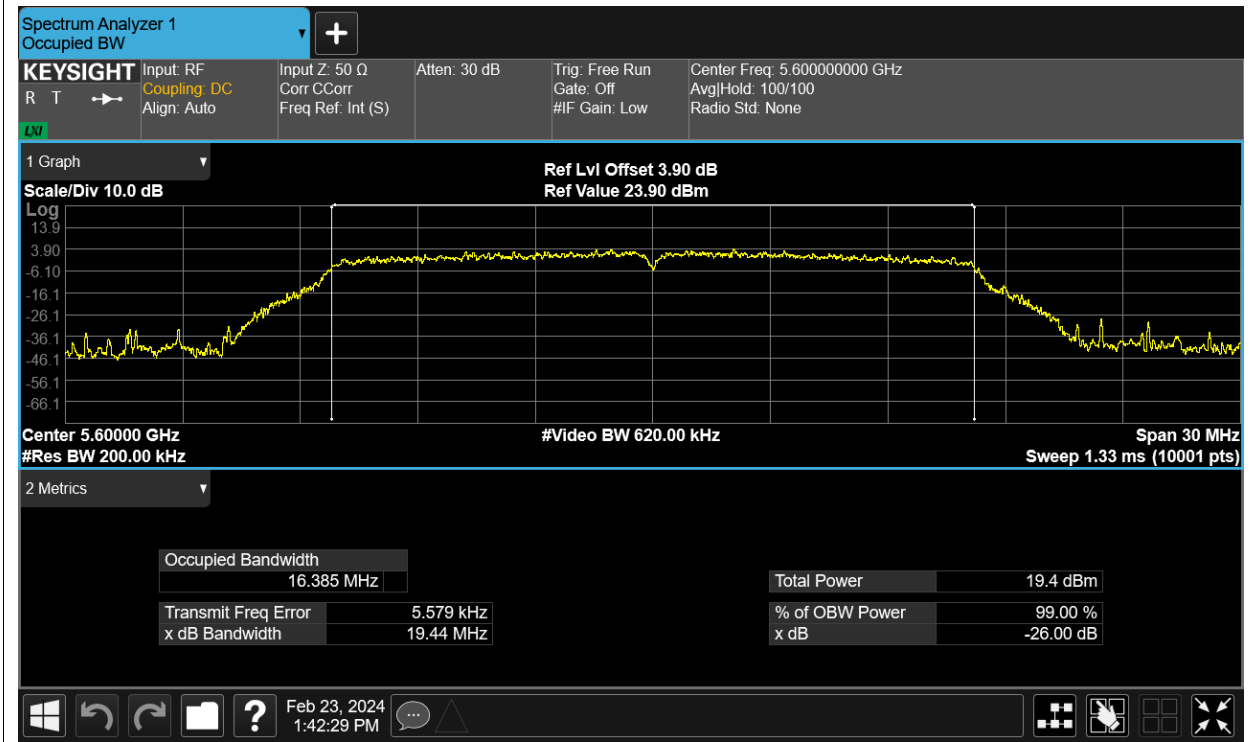 Spectrum Analyzer 1
Occupied BW
+
KEYSIGHT Input: RF Input Z: 50 Ω Atten: 30 dB Trig: Free Run Center Freq: 5.600000000 GHz
R T Coupling: DC Corr CCorr Gate: Off Avg|Hold: 100/100
Align: Auto Freq Ref: Int (S) #IF Gain: Low Radio Std: None
LXI
1 Graph
Ref Lvl Offset 3.90 dB
Scale/Div 10.0 dB Ref Value 23.90 dBm
Log
13.9
3.90
-6.10
-16.1
-26.1
-36.1
-46.1
-56.1
-66.1
Center 5.60000 GHz #Video BW 620.00 kHz Span 30 MHz
#Res BW 200.00 kHz Sweep 1.33 ms (10001 pts)
2 Metrics
Occupied Bandwidth
16.385 MHz Total Power 19.4 dBm
Transmit Freq Error 5.579 kHz % of OBW Power 99.00 %
x dB Bandwidth 19.44 MHz x dB -26.00 dB
? Feb 23, 2024
1:42:29 PM